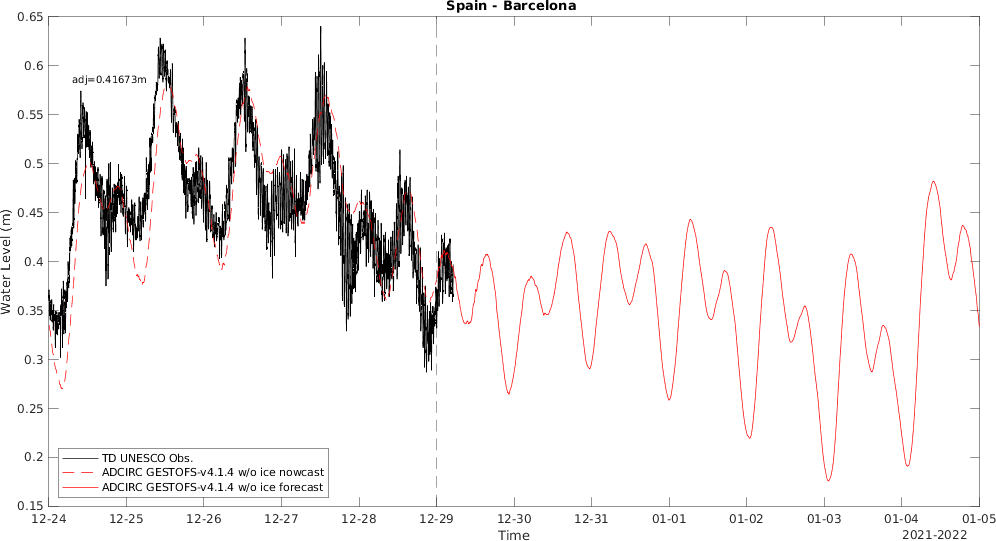 Spain - Barcelona
Water Level (m)
0.65
0.6
0.55
0.5
0.45
0.4
0.35
0.3
0.25
0.2
0.15
adj=0.41673m
TD UNESCO Obs.
ADCIRC GESTOFS-v4.1.4 w/o ice nowcast
ADCIRC GESTOFS-v4.1.4 w/o ice forecast
12-24 12-25 12-26 12-27 12-28 12-29 12-30 12-31 01-01 01-02 01-03 01-04 01-05
Time
2021-2022